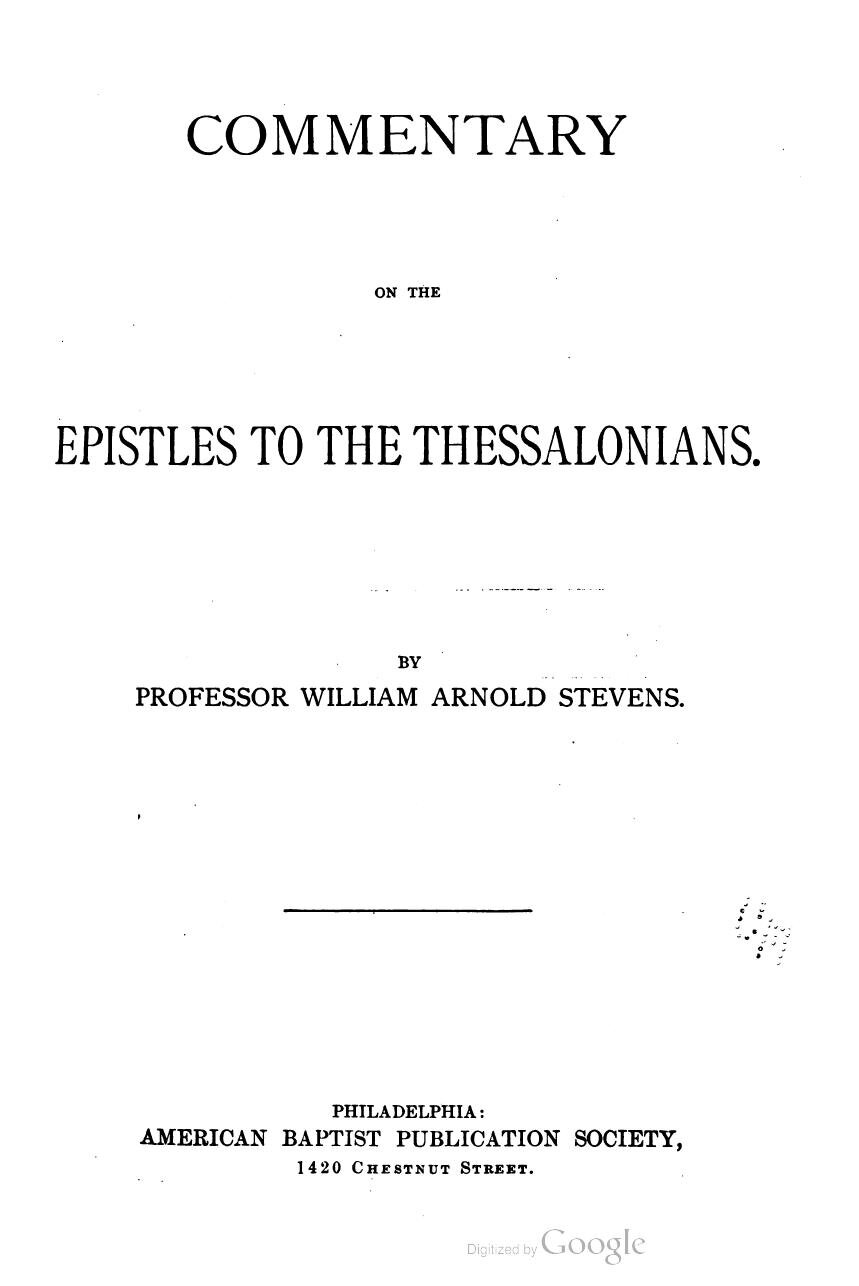 COMMENTARY
ON THE
EPISTLES TO THE THESSALONIANS.
BY
PROFESSOR WILLIAM ARNOLD STEVENS.
PHILADELPHIA:
AMERICAN BAPTIST PUBLICATION SOCIETY,
1420 CHESTNUT STREET.
Digitized by Google